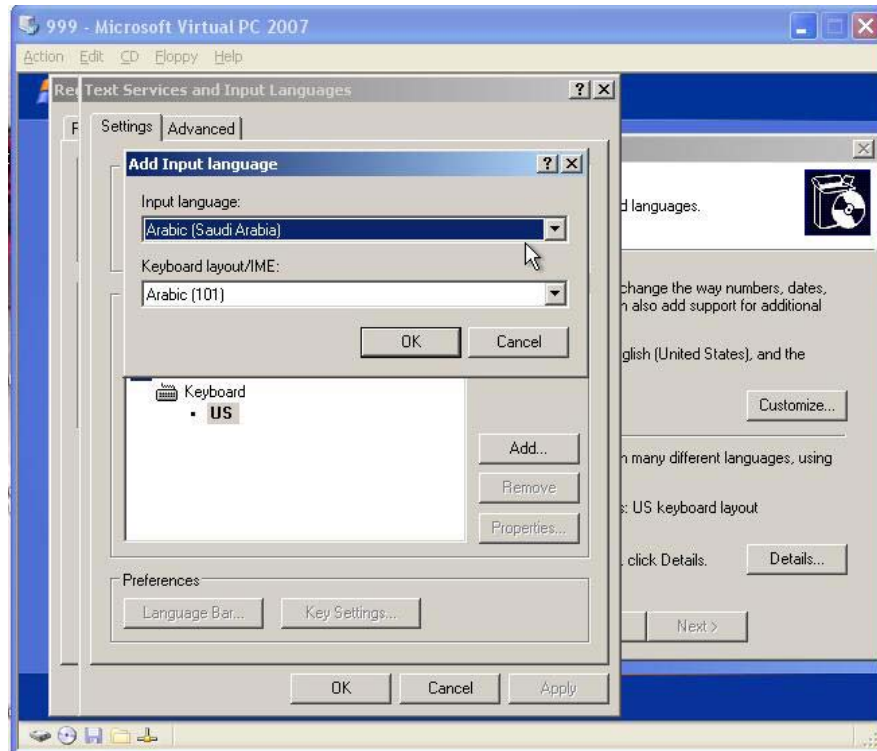 999 - Microsoft Virtual PC 2007
Action Edit CD Floppy Help
Text Services and Input Languages
Settings
Advanced
Add Input language
Input language:
Arabic (Saudi Arabia)
Keyboard layout/IME:
Arabic (101)
OK
Cancel
Keyboard
US
Add...
Remove
Properties...
Preferences
Language Bar...
Key Settings...
OK
Cancel
Apply
languages.
change the way numbers, dates,
also add support for additional
(United States), and the
Customize...
many different languages, using
: US keyboard layout
click Details.
Details...
Next >